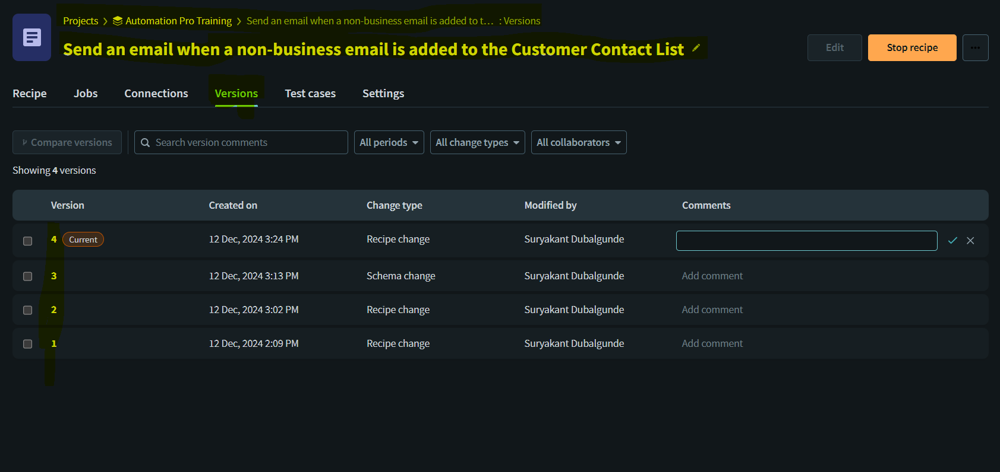 Projects > Automation Pro Training > Send an email when a non-business email is added to t... : Versions
Send an email when a non-business email is added to the Customer Contact List
Edit Stop recipe ...
Recipe Jobs Connections Versions Test cases Settings
Compare versions Search version comments All periods All change types All collaborators
Showing 4 versions
Version Created on Change type Modified by Comments
4 Current 12 Dec, 2024 3:24 PM Recipe change Suryakant Dubalgunde
3 12 Dec, 2024 3:13 PM Schema change Suryakant Dubalgunde Add comment
2 12 Dec, 2024 3:02 PM Recipe change Suryakant Dubalgunde Add comment
1 12 Dec, 2024 2:09 PM Recipe change Suryakant Dubalgunde Add comment